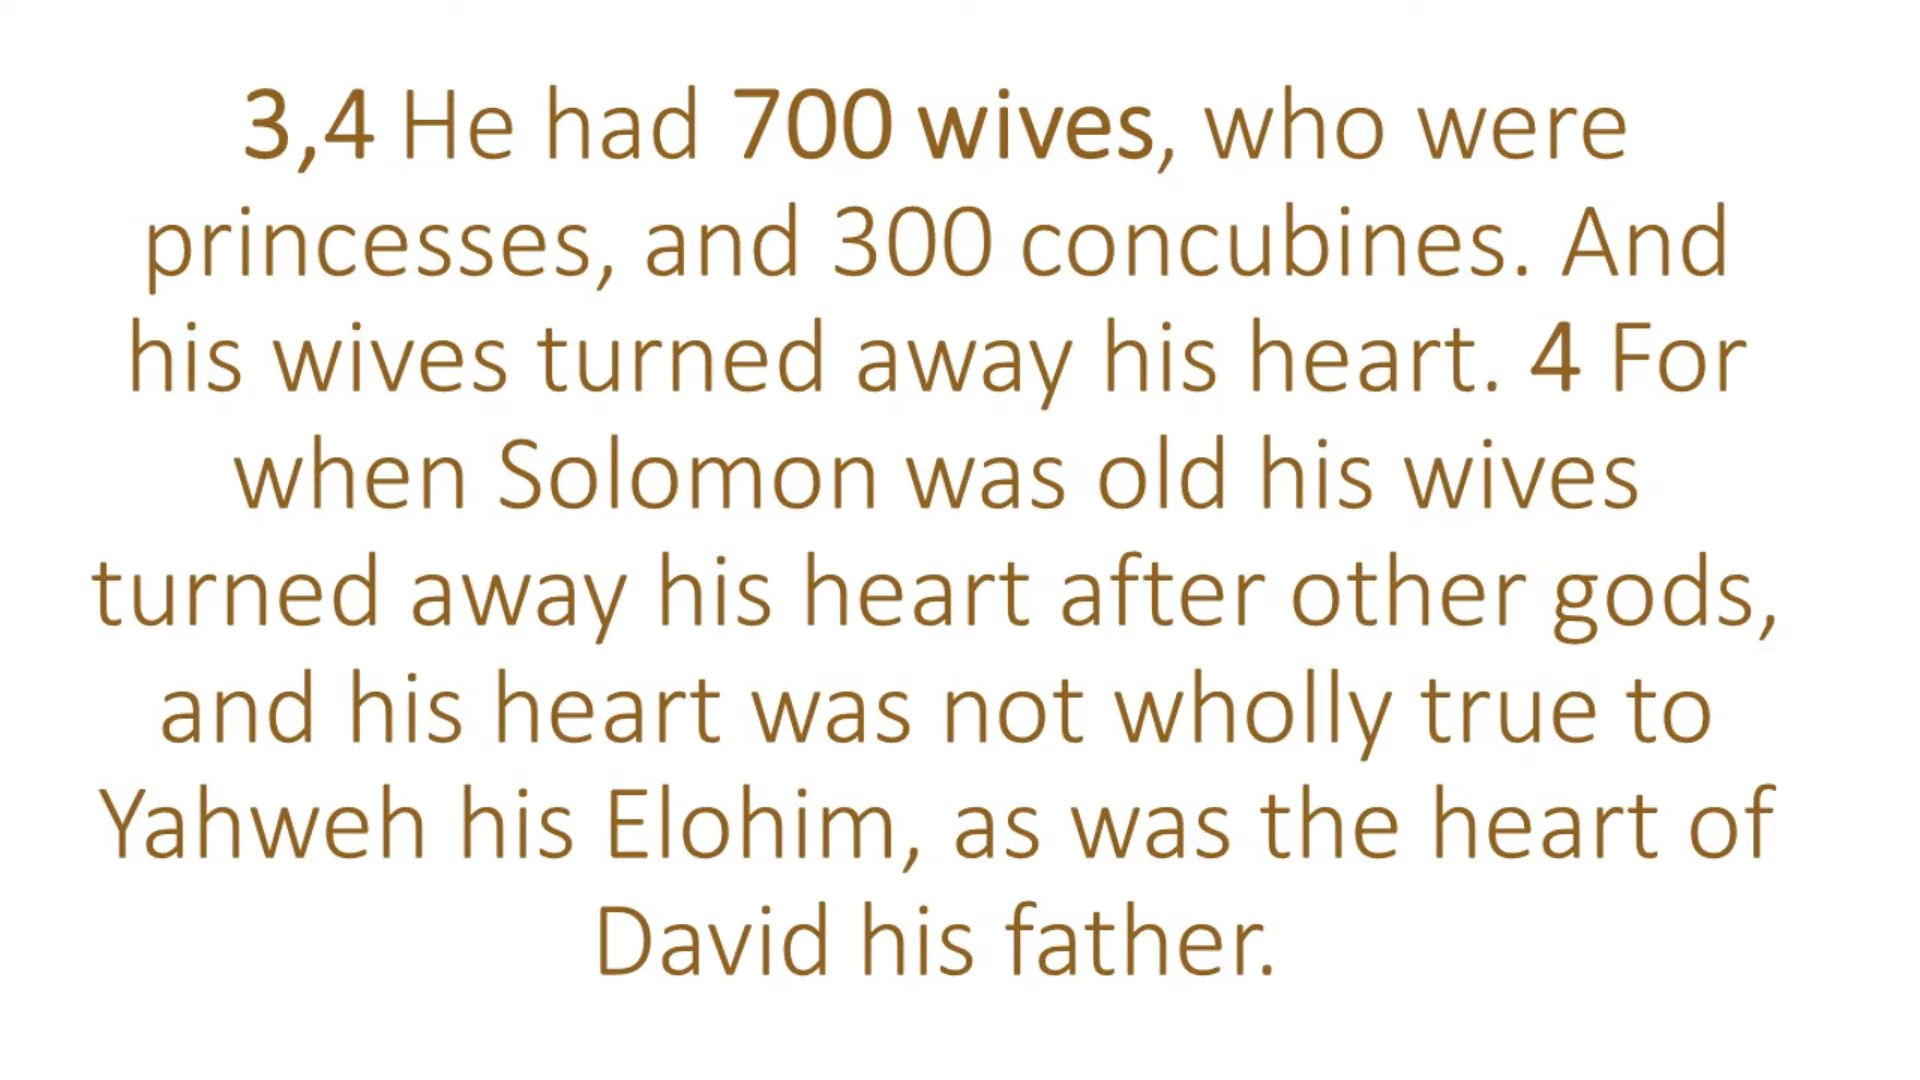 3,4 He had 700 wives, who were
princesses, and 300 concubines. And
his wives turned away his heart. 4 For
when Solomon was old his wives
turned away his heart after other gods,
and his heart was not wholly true to
Yahweh his Elohim, as was the heart of
David his father.